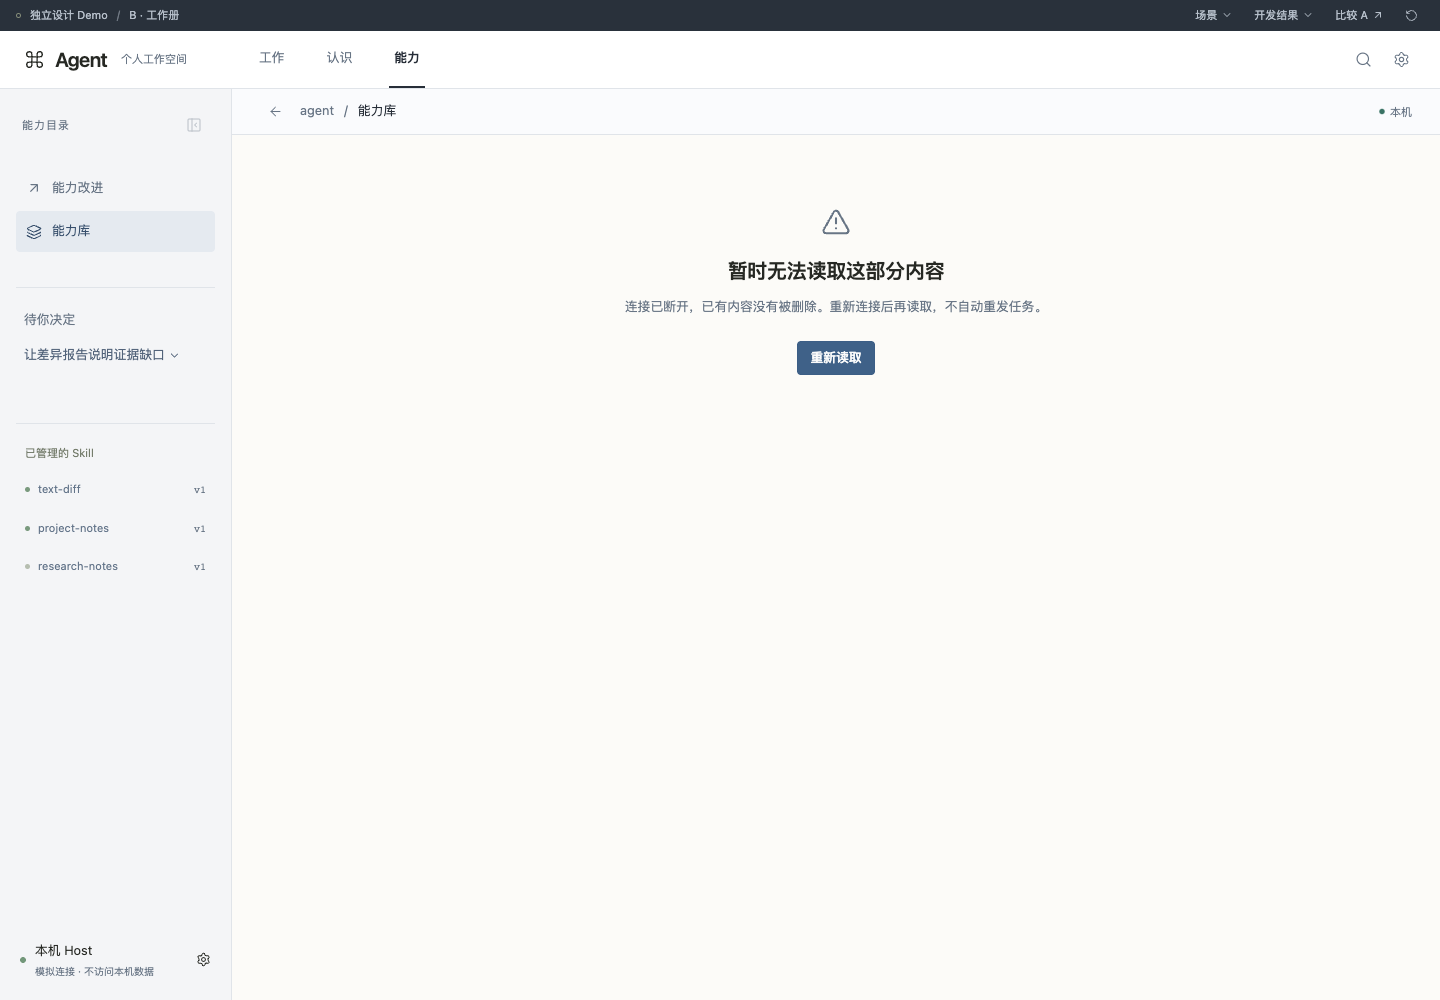 独立设计 Demo / B · 工作册
场景 开发结果 比较 A
Agent 个人工作空间 工作 认识 能力
能力目录
agent / 能力库
本机
能力改进
能力库
待你决定
让差异报告说明证据缺口
已管理的 Skill
text-diff v1
project-notes v1
research-notes v1
暂时无法读取这部分内容
连接已断开，已有内容没有被删除。重新连接后再读取，不自动重发任务。
重新读取
本机 Host
模拟连接 · 不访问本机数据